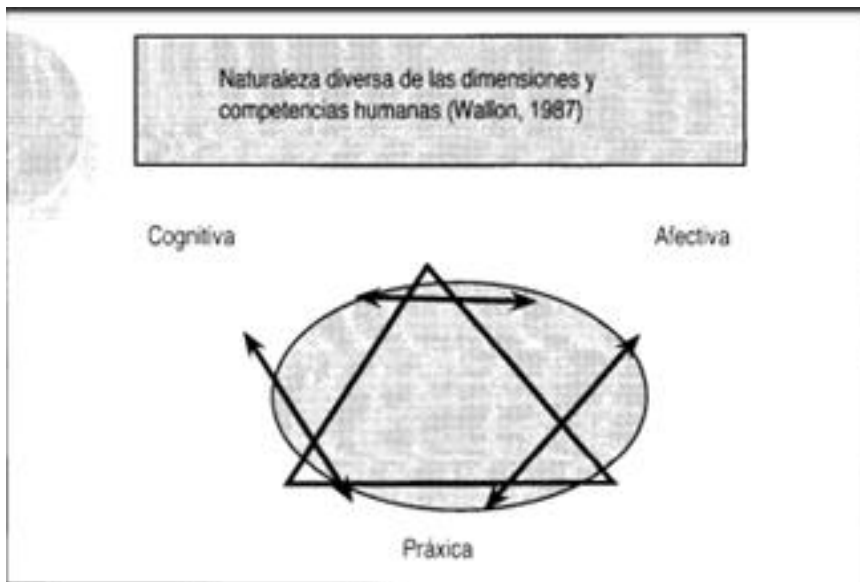 Naturaleza diversa de las dimensiones y
competencias humanas (Wallon, 1987)
Cognitiva
Afectiva
Práxica